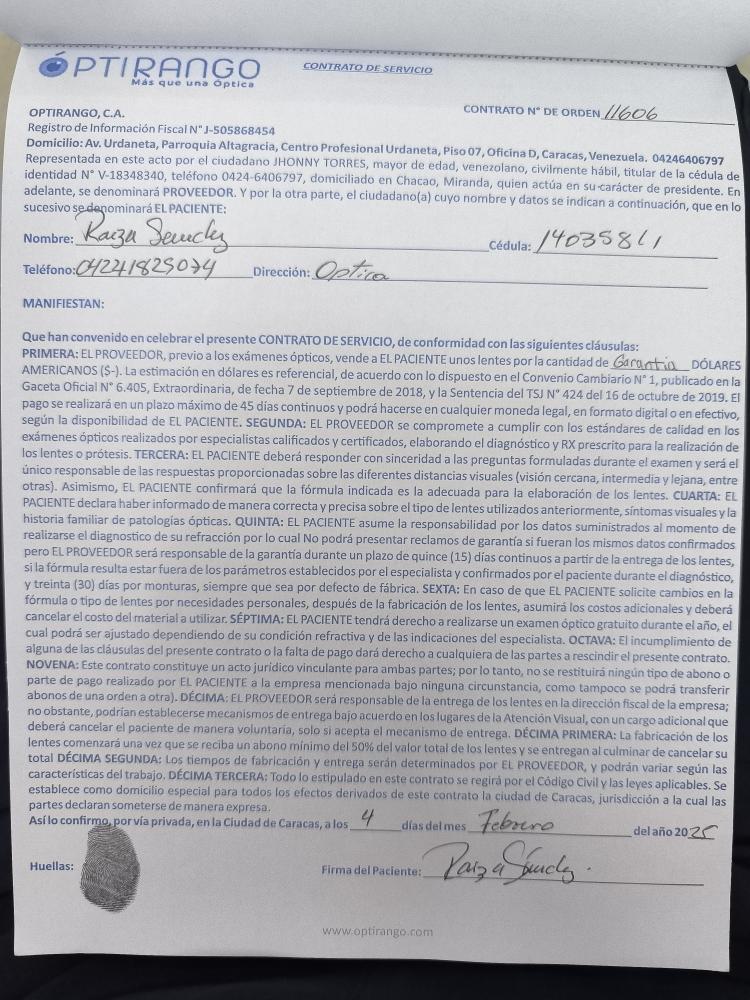 ÓPTIRANGO
Más que una Óptica
CONTRATO DE SERVICIO
CONTRATO N° DE ORDEN 11606
OPTIRANGO, C.A.
Registro de Información Fiscal N° J-505868454
Domicilio: Av. Urdaneta, Parroquia Altagracia, Centro Profesional Urdaneta, Piso 07, Oficina D, Caracas, Venezuela. 04246406797
Representada en este acto por el ciudadano JHONNY TORRES, mayor de edad, venezolano, civilmente hábil, titular de la cédula de
identidad N° V-18348340, teléfono 0424-6406797, domiciliado en Chacao, Miranda, quien actúa en su carácter de presidente. En
adelante, se denominará PROVEEDOR. Y por la otra parte, el ciudadano(a) cuyo nombre y datos se indican a continuación, que en lo
sucesivo se denominará EL PACIENTE:
Nombre: Raiza Sanchez Cédula:
Teléfono: Dirección: Optica
MANIFIESTAN:
Que han convenido en celebrar el presente CONTRATO DE SERVICIO, de conformidad con las siguientes cláusulas:
PRIMERA: EL PROVEEDOR, previo a los exámenes ópticos, vende a EL PACIENTE unos lentes por la cantidad de Garantia DÓLARES
AMERICANOS ($-). La estimación en dólares es referencial, de acuerdo con lo dispuesto en el Convenio Cambiario N° 1, publicado en la
Gaceta Oficial N° 6.405, Extraordinaria, de fecha 7 de septiembre de 2018, y la Sentencia del TSJ N° 424 del 16 de octubre de 2019. El
pago se realizará en un plazo máximo de 45 días continuos y podrá hacerse en cualquier moneda legal, en formato digital o en efectivo,
según la disponibilidad de EL PACIENTE. SEGUNDA: EL PROVEEDOR se compromete a cumplir con los estándares de calidad en los
exámenes ópticos realizados por especialistas calificados y certificados, elaborando el diagnóstico y RX prescrito para la realización de
los lentes o prótesis. TERCERA: EL PACIENTE deberá responder con sinceridad a las preguntas formuladas durante el examen y será el
único responsable de las respuestas proporcionadas sobre las diferentes distancias visuales (visión cercana, intermedia y lejana, entre
otras). Asimismo, EL PACIENTE confirmará que la fórmula indicada es la adecuada para la elaboración de los lentes. CUARTA: EL
PACIENTE declara haber informado de manera correcta y precisa sobre el tipo de lentes utilizados anteriormente, síntomas visuales y la
historia familiar de patologías ópticas. QUINTA: EL PACIENTE asume la responsabilidad por los datos suministrados al momento de
realizarse el diagnostico de su refracción por lo cual No podrá presentar reclamos de garantía si fueran los mismos datos confirmados
pero EL PROVEEDOR será responsable de la garantía durante un plazo de quince (15) días continuos a partir de la entrega de los lentes,
si la fórmula resulta estar fuera de los parámetros establecidos por el especialista y confirmados por el paciente durante el diagnóstico,
y treinta (30) días por monturas, siempre que sea por defecto de fábrica. SEXTA: En caso de que EL PACIENTE solicite cambios en la
fórmula o tipo de lentes por necesidades personales, después de la fabricación de los lentes, asumirá los costos adicionales y deberá
cancelar el costo del material a utilizar. SÉPTIMA: EL PACIENTE tendrá derecho a realizarse un examen óptico gratuito durante el año, el
cual podrá ser ajustado dependiendo de su condición refractiva y de las indicaciones del especialista. OCTAVA: El incumplimiento de
alguna de las cláusulas del presente contrato o la falta de pago dará derecho a cualquiera de las partes a rescindir el presente contrato.
NOVENA: Este contrato constituye un acto jurídico vinculante para ambas partes; por lo tanto, no se restituirá ningún tipo de abono o
parte de pago realizado por EL PACIENTE a la empresa mencionada bajo ninguna circunstancia, como tampoco se podrá transferir
abonos de una orden a otra). DÉCIMA: EL PROVEEDOR será responsable de la entrega de los lentes en la dirección fiscal de la empresa;
no obstante, podrían establecerse mecanismos de entrega bajo acuerdo en los lugares de la Atención Visual, con un cargo adicional que
deberá cancelar el paciente de manera voluntaria, solo si acepta el mecanismo de entrega. DÉCIMA PRIMERA: La fabricación de los
lentes comenzará una vez que se reciba un abono mínimo del 50% del valor total de los lentes y se entregan al culminar de cancelar su
total DÉCIMA SEGUNDA: Los tiempos de fabricación y entrega serán determinados por EL PROVEEDOR, y podrán variar según las
características del trabajo. DÉCIMA TERCERA: Todo lo estipulado en este contrato se regirá por el Código Civil y las leyes aplicables. Se
establece como domicilio especial para todos los efectos derivados de este contrato la ciudad de Caracas, jurisdicción a la cual las
partes declaran someterse de manera expresa.
Así lo confirmo, por vía privada, en la Ciudad de Caracas, a los 4 días del mes Febrero del año 2025
Huellas:
Firma del Paciente: Raiza Sánchez.
www.optirango.com